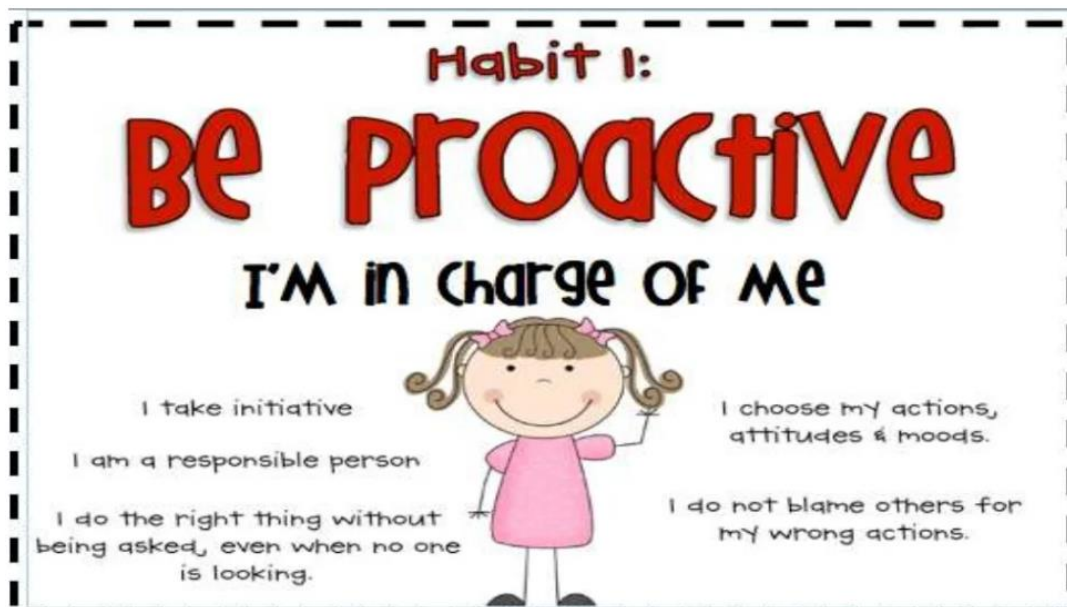 Habit 1:
Be Proactive
I'm in charge of me
I take initiative
I am a responsible person
I do the right thing without
being asked, even when no one
is looking.
I choose my actions,
attitudes & moods.
I do not blame others for
my wrong actions.